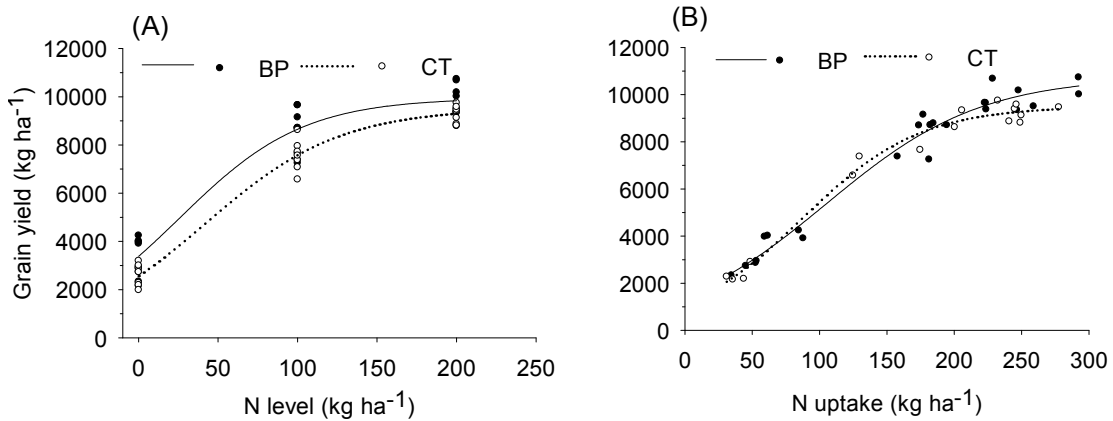 (A)
BP CT
12000
10000
8000
6000
4000
2000
0
0 50 100 150 200 250
Grain yield (kg ha-1)
N level (kg ha-1)
(B)
BP CT
12000
10000
8000
6000
4000
2000
0
0 50 100 150 200 250 300
N uptake (kg ha-1)